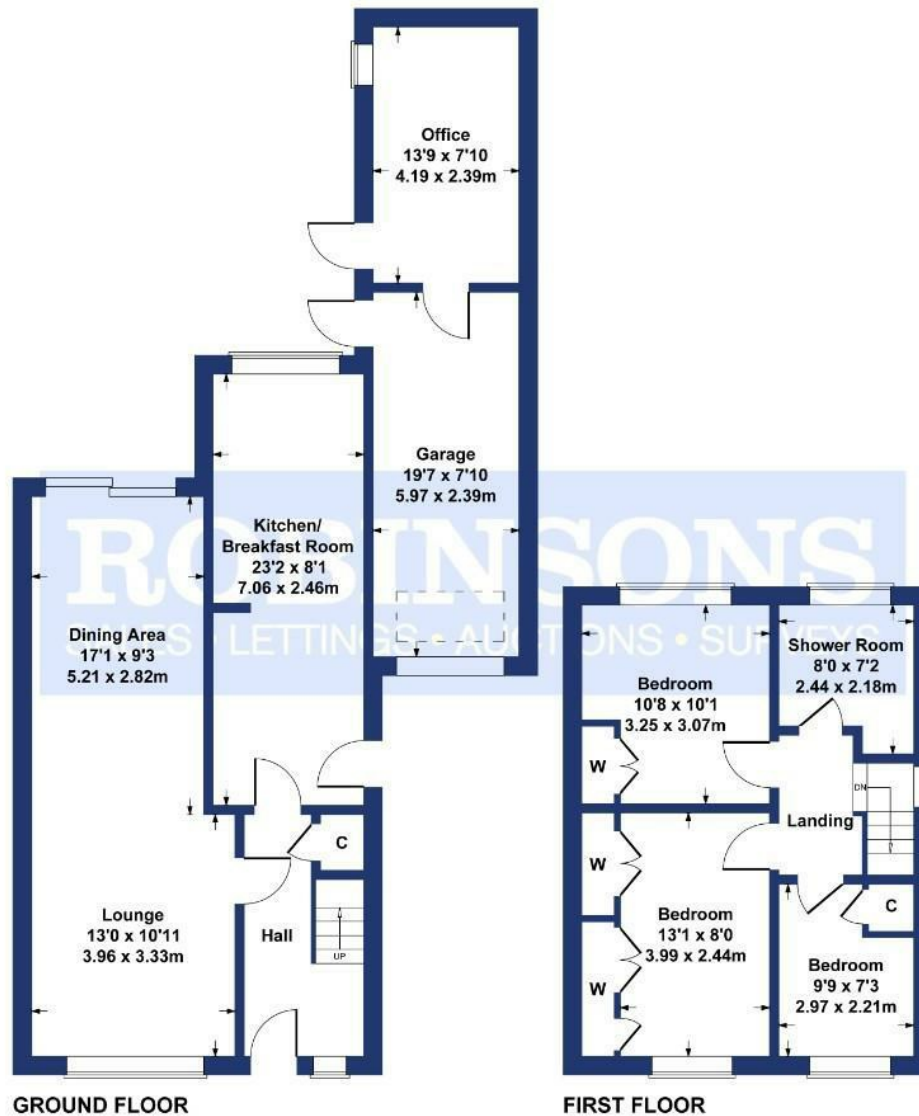 Office
13'9 x 7'10
4.19 x 2.39m
Garage
19'7 x 7'10
5.97 x 2.39m
Kitchen/
Breakfast Room
23'2 x 8'1
7.06 x 2.46m
ROBINSONS
SALES • LETTINGS • AUCTIONS • SURVEYS
Dining Area
17'1 x 9'3
5.21 x 2.82m
C
Lounge
13'0 x 10'11
3.96 x 3.33m
Hall
UP
GROUND FLOOR
Shower Room
8'0 x 7'2
2.44 x 2.18m
Bedroom
10'8 x 10'1
3.25 x 3.07m
W
DN
Landing
W
Bedroom
13'1 x 8'0
3.99 x 2.44m
W
C
Bedroom
9'9 x 7'3
2.97 x 2.21m
FIRST FLOOR